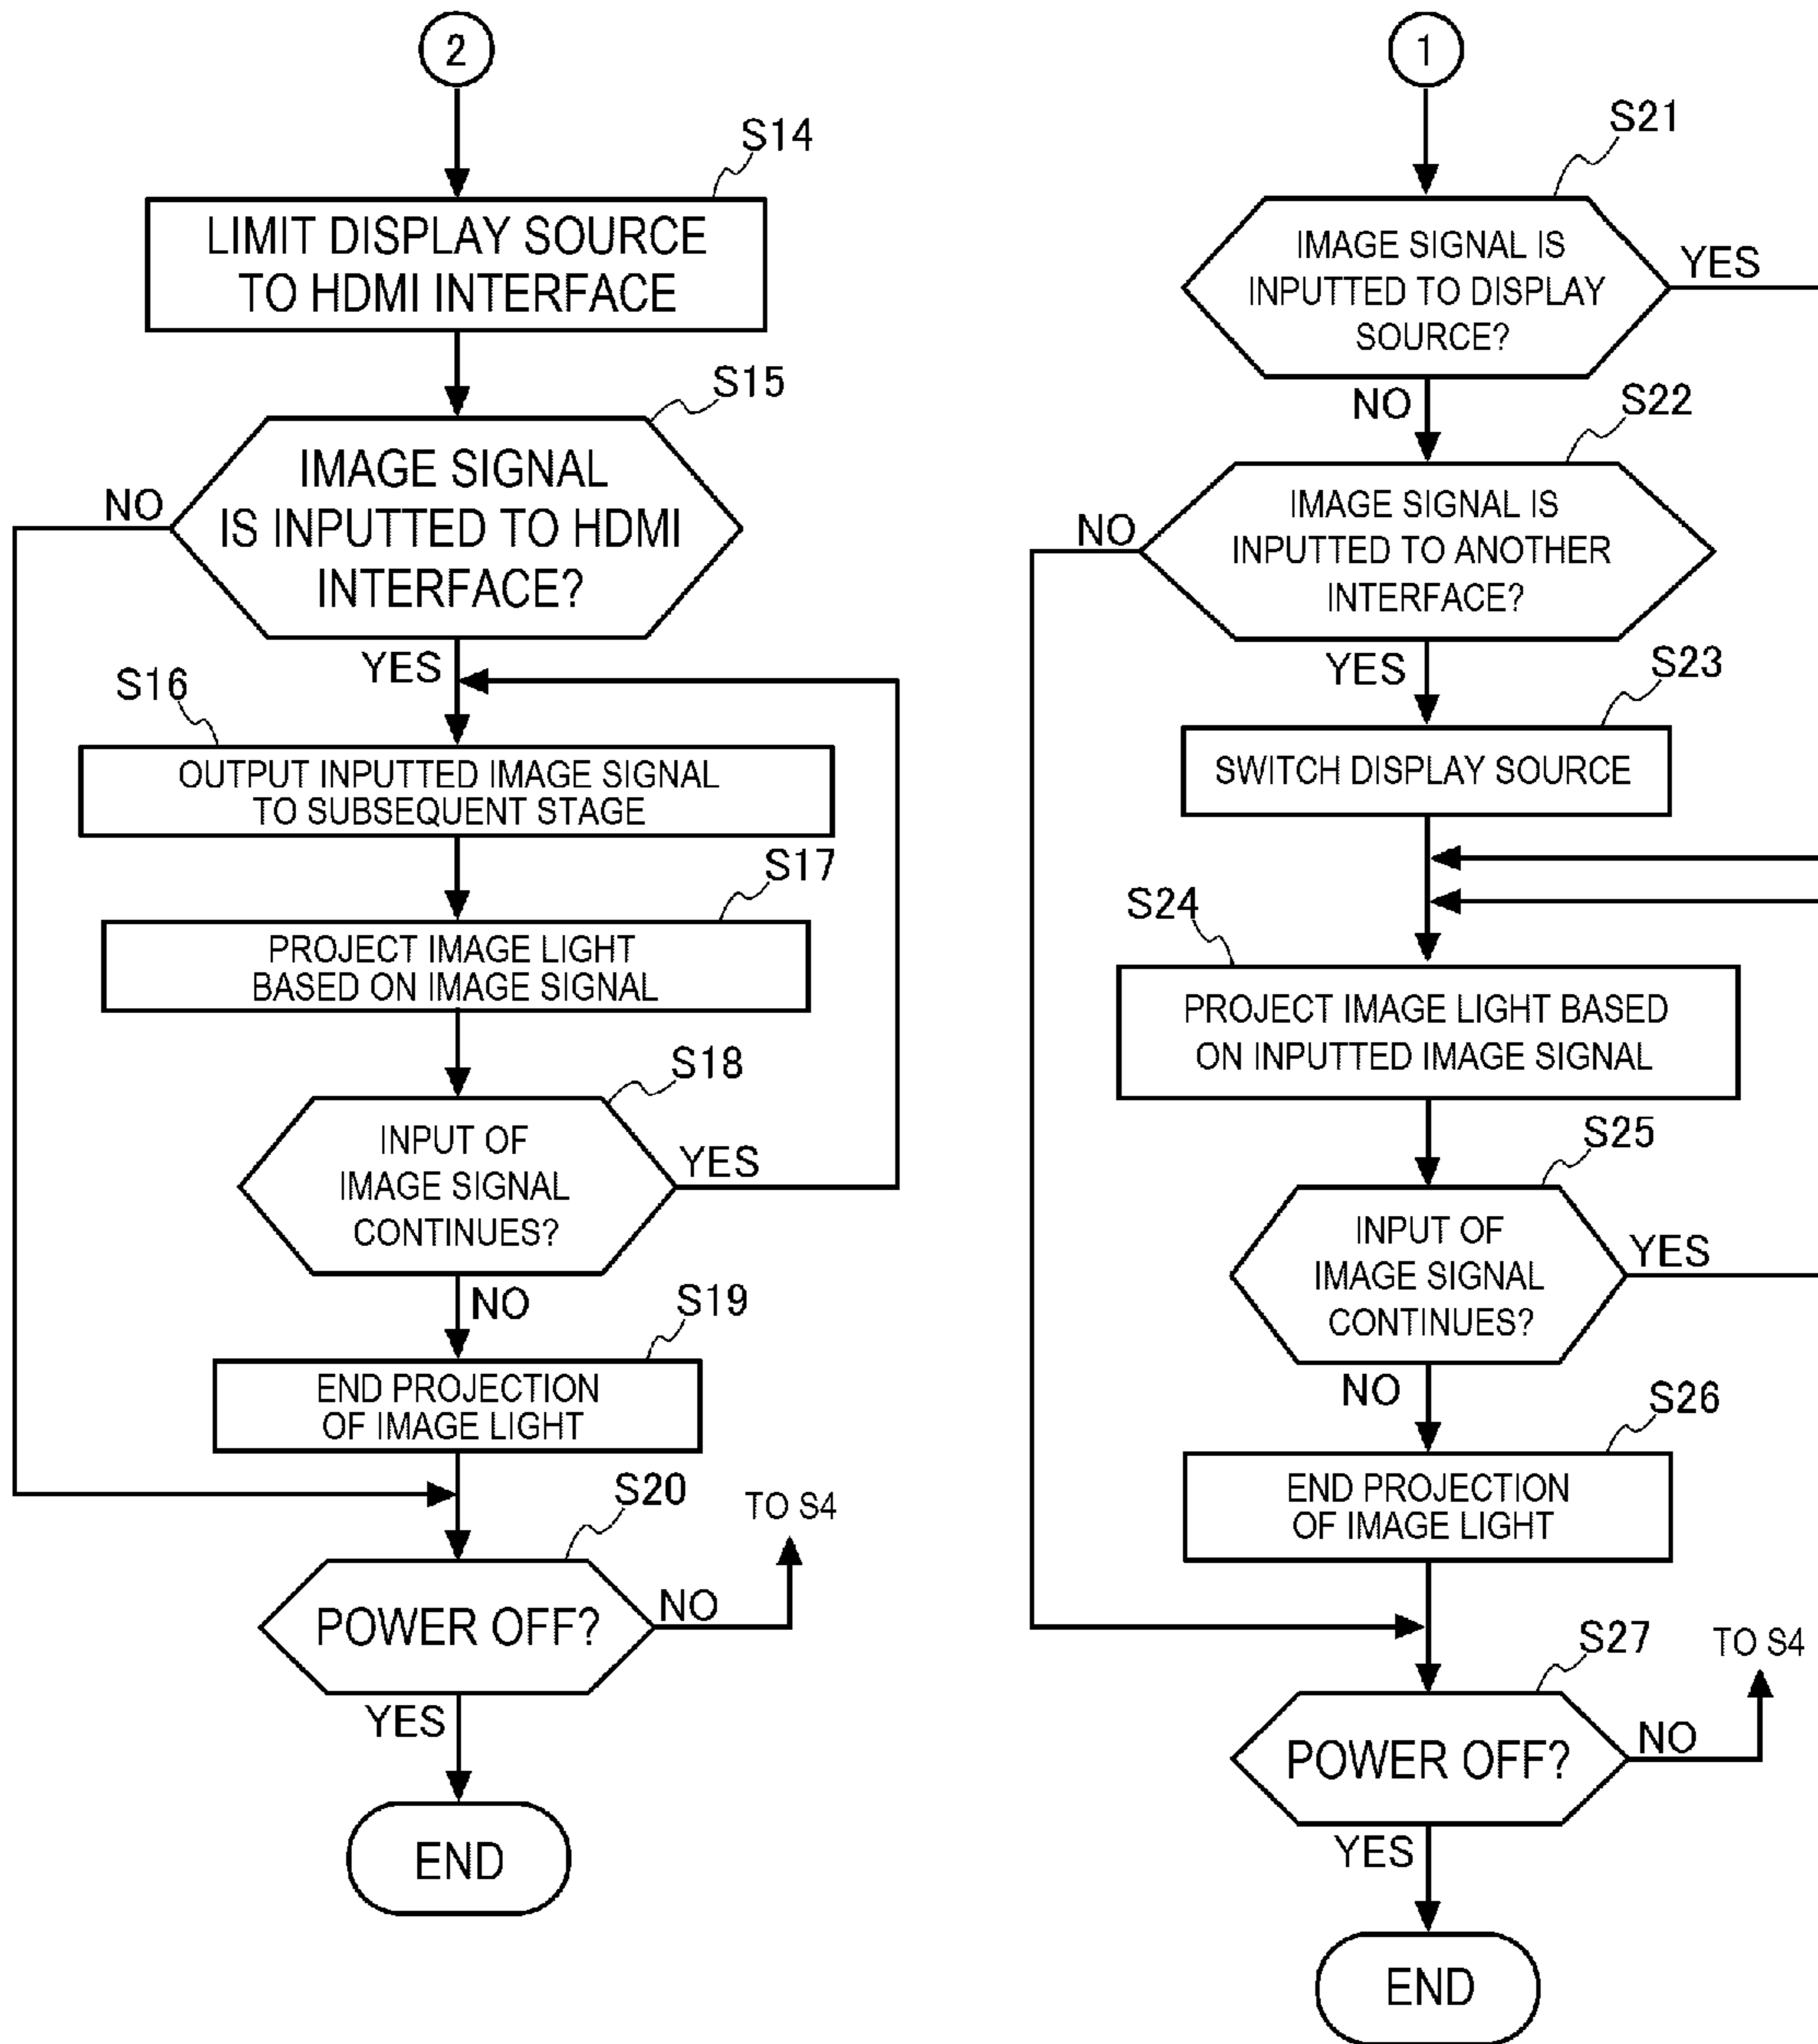 2
S14
LIMIT DISPLAY SOURCE
TO HDMI INTERFACE
S15
IMAGE SIGNAL
IS INPUTTED TO HDMI
INTERFACE?
NO
YES
S16
OUTPUT INPUTTED IMAGE SIGNAL
TO SUBSEQUENT STAGE
S17
PROJECT IMAGE LIGHT
BASED ON IMAGE SIGNAL
S18
INPUT OF
IMAGE SIGNAL
CONTINUES?
YES
NO
S19
END PROJECTION
OF IMAGE LIGHT
S20
TO S4
POWER OFF?
NO
YES
END
1
S21
IMAGE SIGNAL IS
INPUTTED TO DISPLAY
SOURCE?
YES
NO
S22
IMAGE SIGNAL IS
INPUTTED TO ANOTHER
INTERFACE?
NO
YES
S23
SWITCH DISPLAY SOURCE
S24
PROJECT IMAGE LIGHT BASED
ON INPUTTED IMAGE SIGNAL
S25
INPUT OF
IMAGE SIGNAL
CONTINUES?
YES
NO
S26
END PROJECTION
OF IMAGE LIGHT
S27
TO S4
POWER OFF?
NO
YES
END